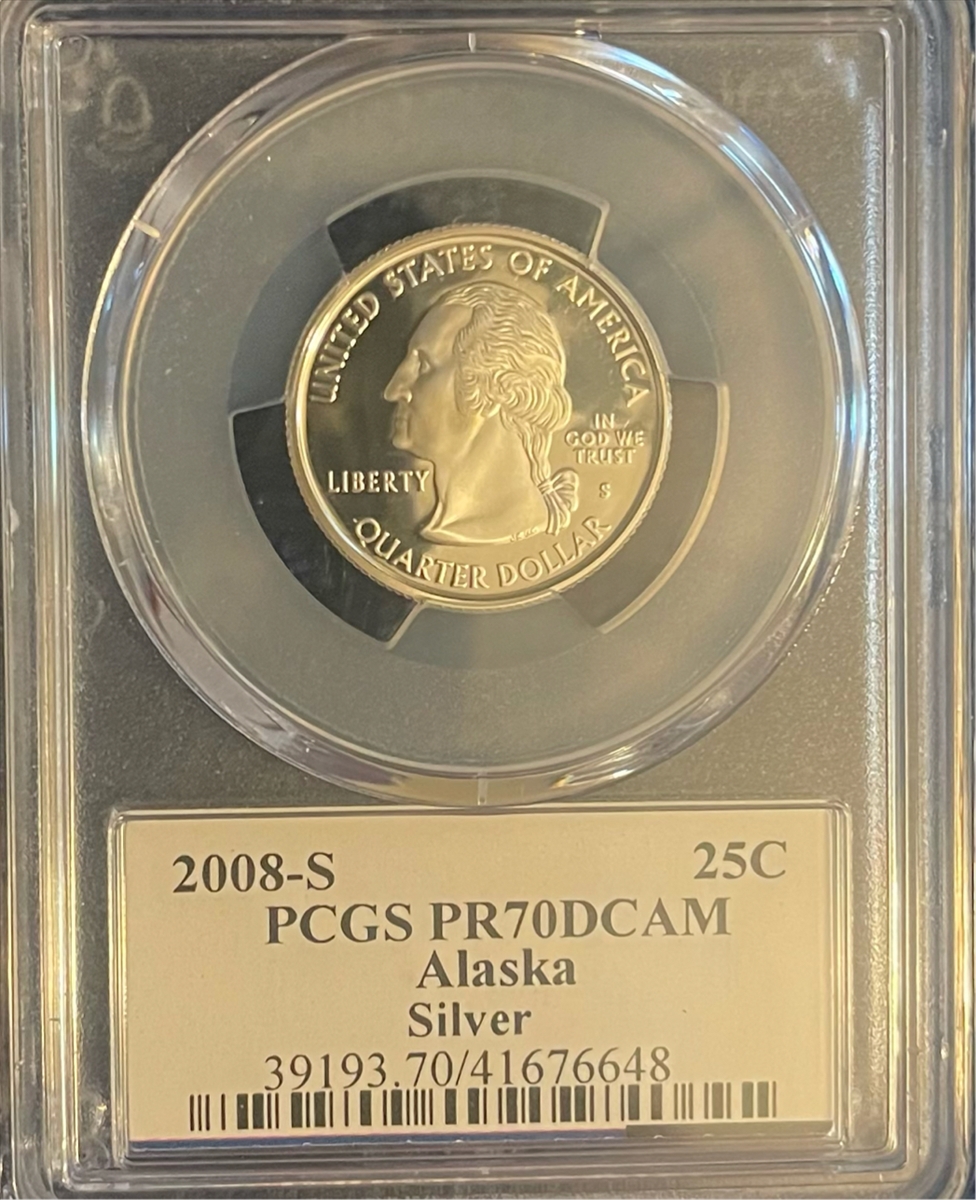 UNITED STATES OF AMERICA
IN
GOD WE
TRUST
LIBERTY
S
QUARTER DOLLAR
2008-S 25C
PCGS PR70DCAM
Alaska
Silver
39193.70/41676648